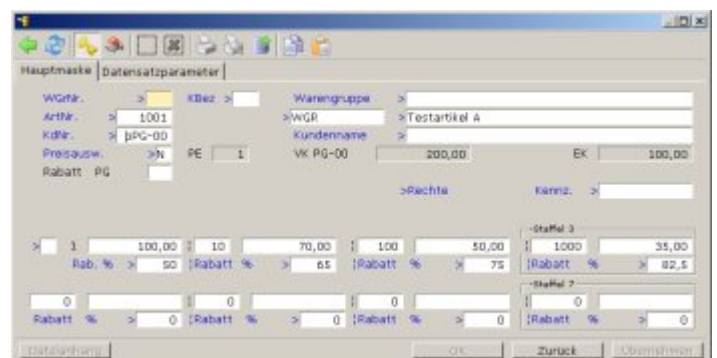 Hauptmaske Datensatzparameter
WGrNr. > KBez > Warengruppe >
ArtNr. > 1001 >WGR >Testartikel A
KdNr. > þPG-00 Kundenname >
Preisausw. >N PE 1 VK PG-00 200,00 EK 100,00
Rabatt PG
>Rechte Kennz. >
-Staffel 3
> 1 100,00 ¦ 10 70,00 ¦ 100 50,00 ¦ 1000 35,00
Rab. % > 50 ¦Rabatt % > 65 ¦Rabatt % > 75 ¦Rabatt % > 82,5
-Staffel 7
0 ¦ 0 ¦ 0 ¦ 0
Rabatt % > 0 ¦Rabatt % > 0 ¦Rabatt % > 0 ¦Rabatt % > 0
Dateianhang OK Zurück Übernehmen